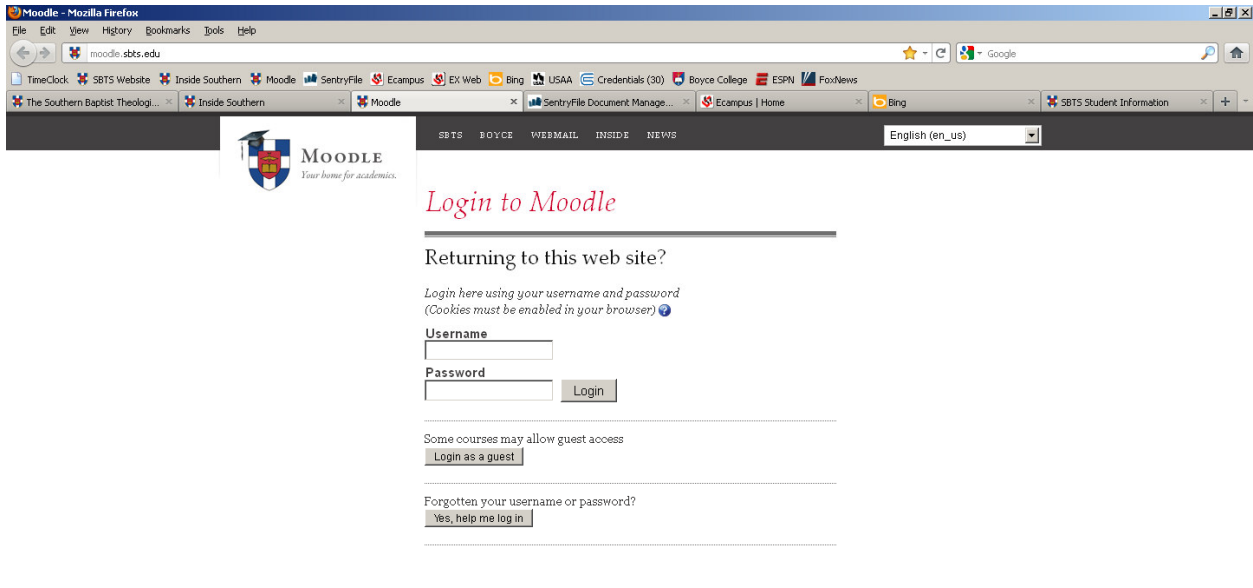 Moodle - Mozilla Firefox
File Edit View History Bookmarks Tools Help
moodle.sbts.edu Google
TimeClock SBTS Website Inside Southern Moodle SentryFile Ecampus EX Web Bing USAA Credentials (30) Boyce College ESPN FoxNews
The Southern Baptist Theologi... Inside Southern Moodle SentryFile Document Manage... Ecampus | Home Bing SBTS Student Information
SBTS BOYCE WEBMAIL INSIDE NEWS English (en_us)
MOODLE
Your home for academics.
Login to Moodle
Returning to this web site?
Login here using your username and password
(Cookies must be enabled in your browser)
Username
Password
Login
Some courses may allow guest access
Login as a guest
Forgotten your username or password?
Yes, help me log in